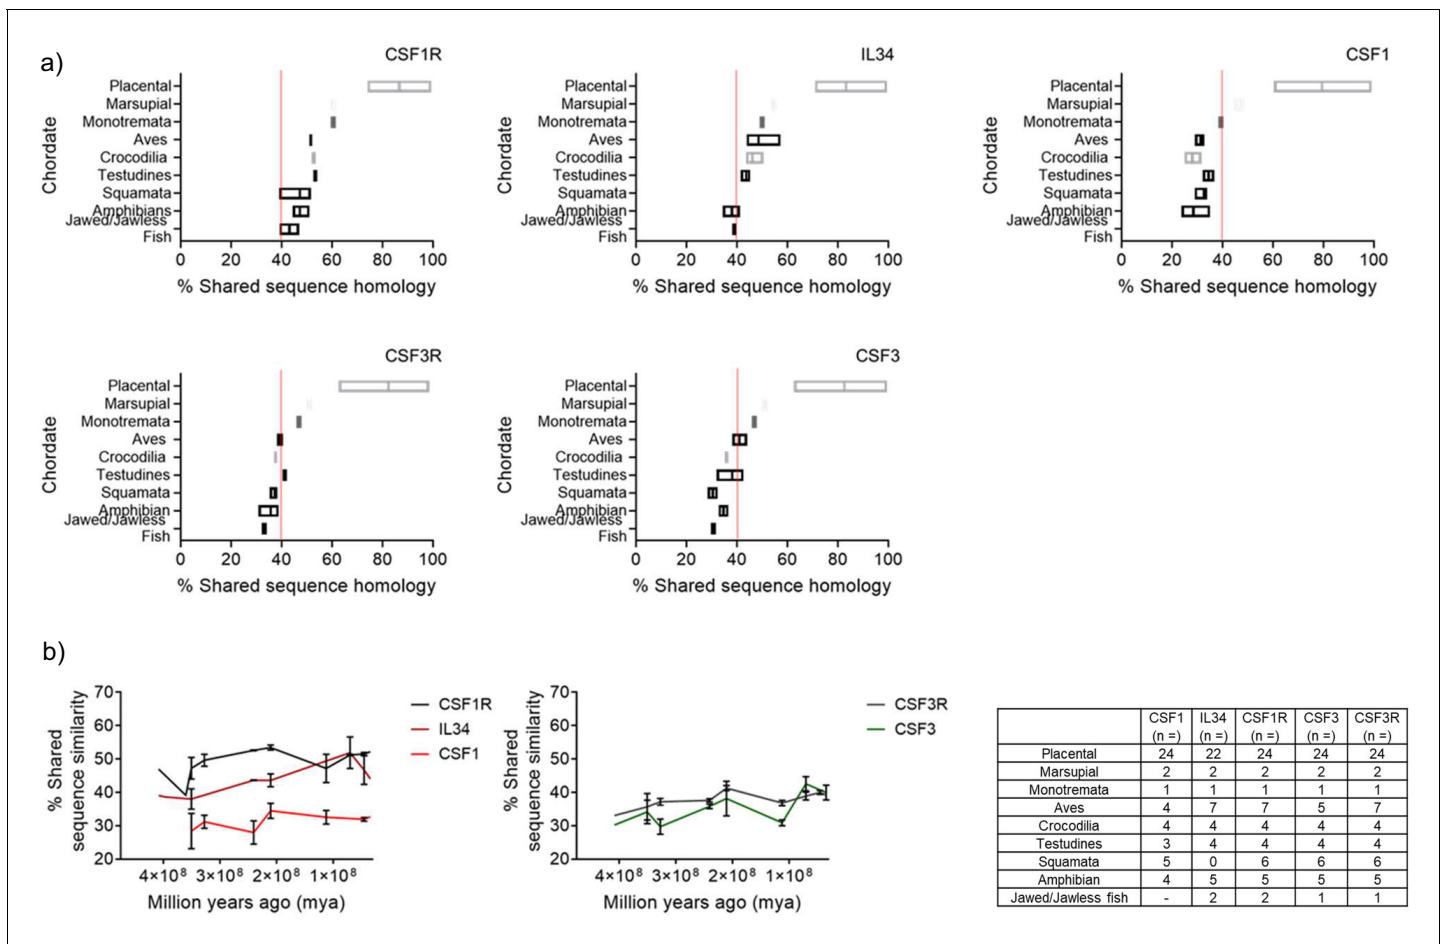 a)
CSF1R
Placental
Marsupial
Monotremata
Aves
Crocodilia
Testudines
Squamata
Amphibians
Jawed/Jawless
Fish
Chordate
0 20 40 60 80 100
% Shared sequence homology
IL34
Placental
Marsupial
Monotremata
Aves
Crocodilia
Testudines
Squamata
Amphibian
Jawed/Jawless
Fish
Chordate
0 20 40 60 80 100
% Shared sequence homology
CSF1
Placental
Marsupial
Monotremata
Aves
Crocodilia
Testudines
Squamata
Amphibian
Jawed/Jawless
Fish
Chordate
0 20 40 60 80 100
% Shared sequence homology
CSF3R
Placental
Marsupial
Monotremata
Aves
Crocodilia
Testudines
Squamata
Amphibian
Jawed/Jawless
Fish
Chordate
0 20 40 60 80 100
% Shared sequence homology
CSF3
Placental
Marsupial
Monotremata
Aves
Crocodilia
Testudines
Squamata
Amphibian
Jawed/Jawless
Fish
Chordate
0 20 40 60 80 100
% Shared sequence homology
b)
% Shared
sequence similarity
70
60
50
40
30
20
4×10⁸ 3×10⁸ 2×10⁸ 1×10⁸
Million years ago (mya)
CSF1R
IL34
CSF1
% Shared
sequence similarity
70
60
50
40
30
20
4×10⁸ 3×10⁸ 2×10⁸ 1×10⁸
Million years ago (mya)
CSF3R
CSF3
CSF1 IL34 CSF1R CSF3 CSF3R
(n =) (n =) (n =) (n =) (n =)
Placental 24 22 24 24 24
Marsupial 2 2 2 2 2
Monotremata 1 1 1 1 1
Aves 4 7 7 5 7
Crocodilia 4 4 4 4 4
Testudines 3 4 4 4 4
Squamata 5 0 6 6 6
Amphibian 4 5 5 5 5
Jawed/Jawless fish - 2 2 1 1